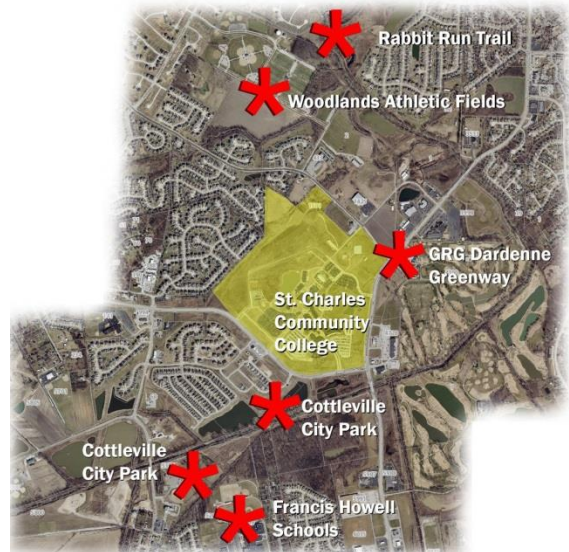 Rabbit Run Trail
Woodlands Athletic Fields
GRG Dardenne
Greenway
St. Charles
Community
College
Cottleville
City Park
Cottleville
City Park
Francis Howell
Schools